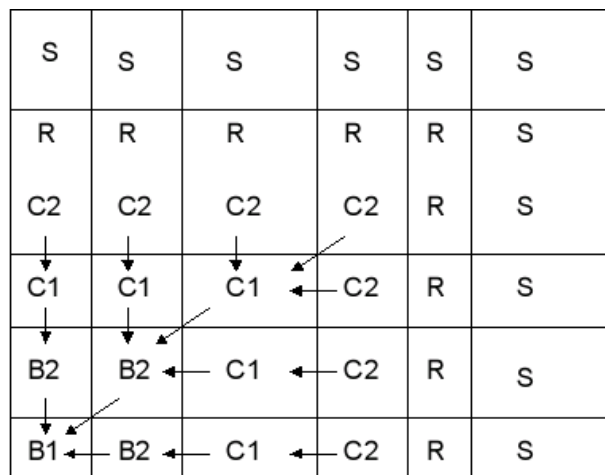 S S S S S S
R R R R R S
C2 C2 C2 C2 R S
C1 C1 C1 C2 R S
B2 B2 C1 C2 R S
B1 B2 C1 C2 R S